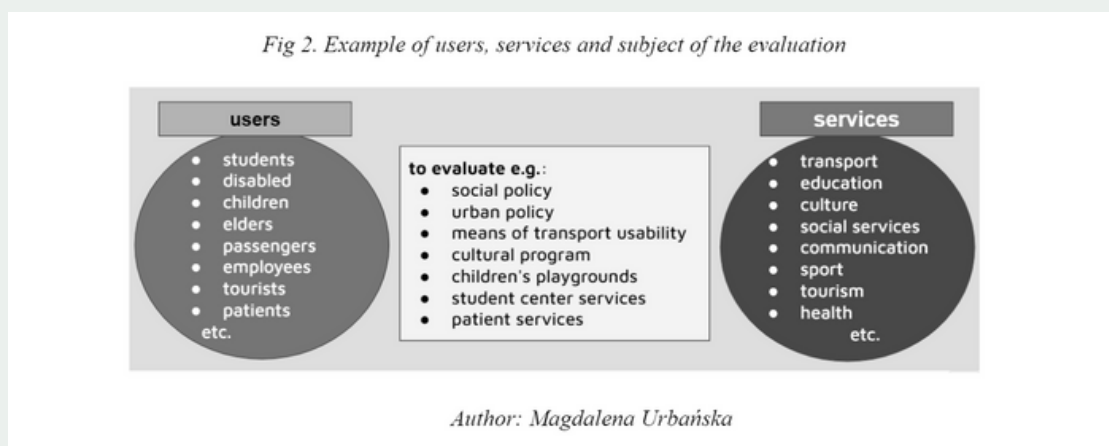 Fig 2. Example of users, services and subject of the evaluation
users
• students
• disabled
• children
• elders
• passengers
• employees
• tourists
• patients
etc.
to evaluate e.g.:
• social policy
• urban policy
• means of transport usability
• cultural program
• children's playgrounds
• student center services
• patient services
services
• transport
• education
• culture
• social services
• communication
• sport
• tourism
• health
etc.
Author: Magdalena Urbańska